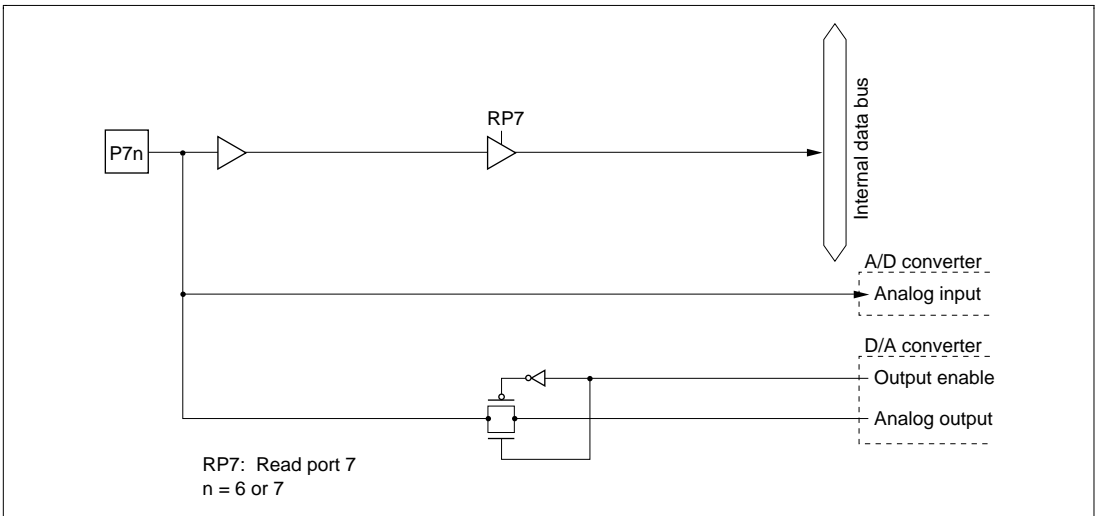 RP7
P7n
Internal data bus
A/D converter
Analog input
D/A converter
Output enable
Analog output
RP7: Read port 7
n = 6 or 7